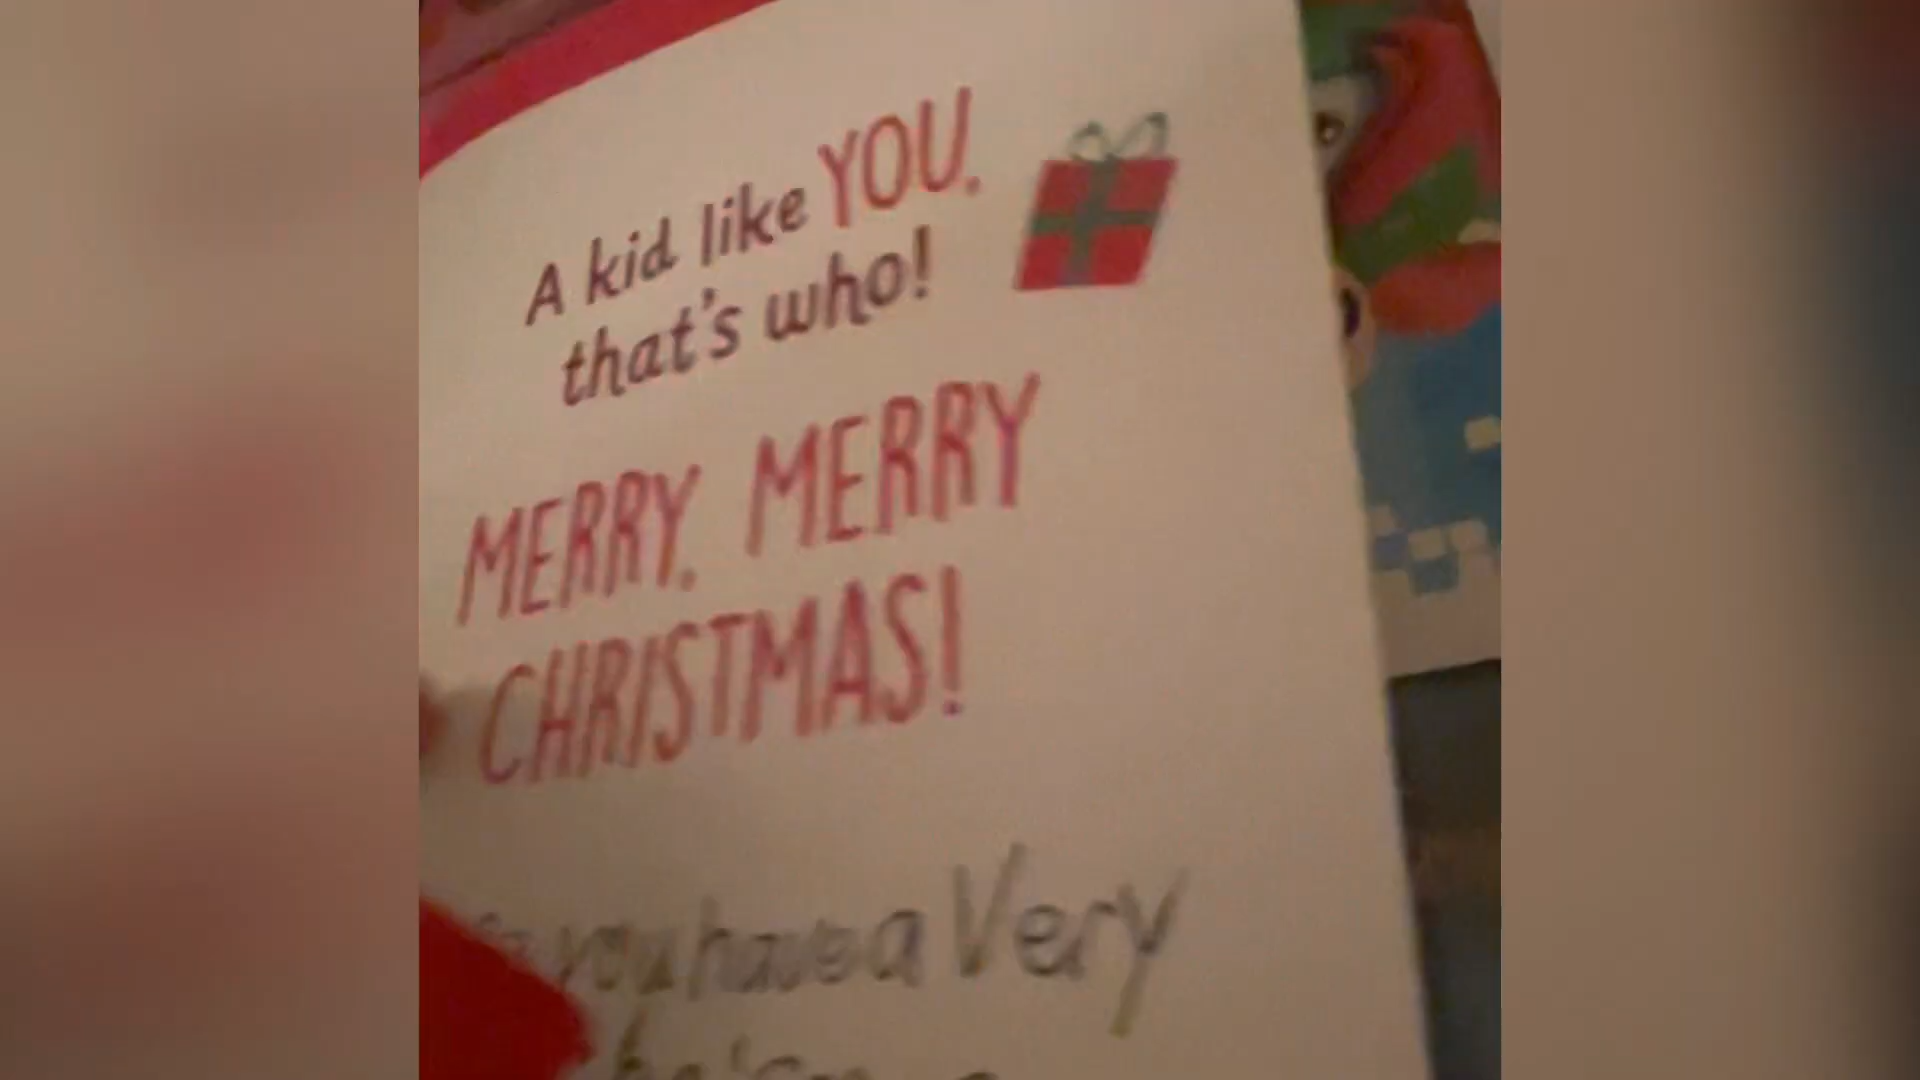 A kid like YOU,
that's who!
MERRY, MERRY
CHRISTMAS!
you have a Very